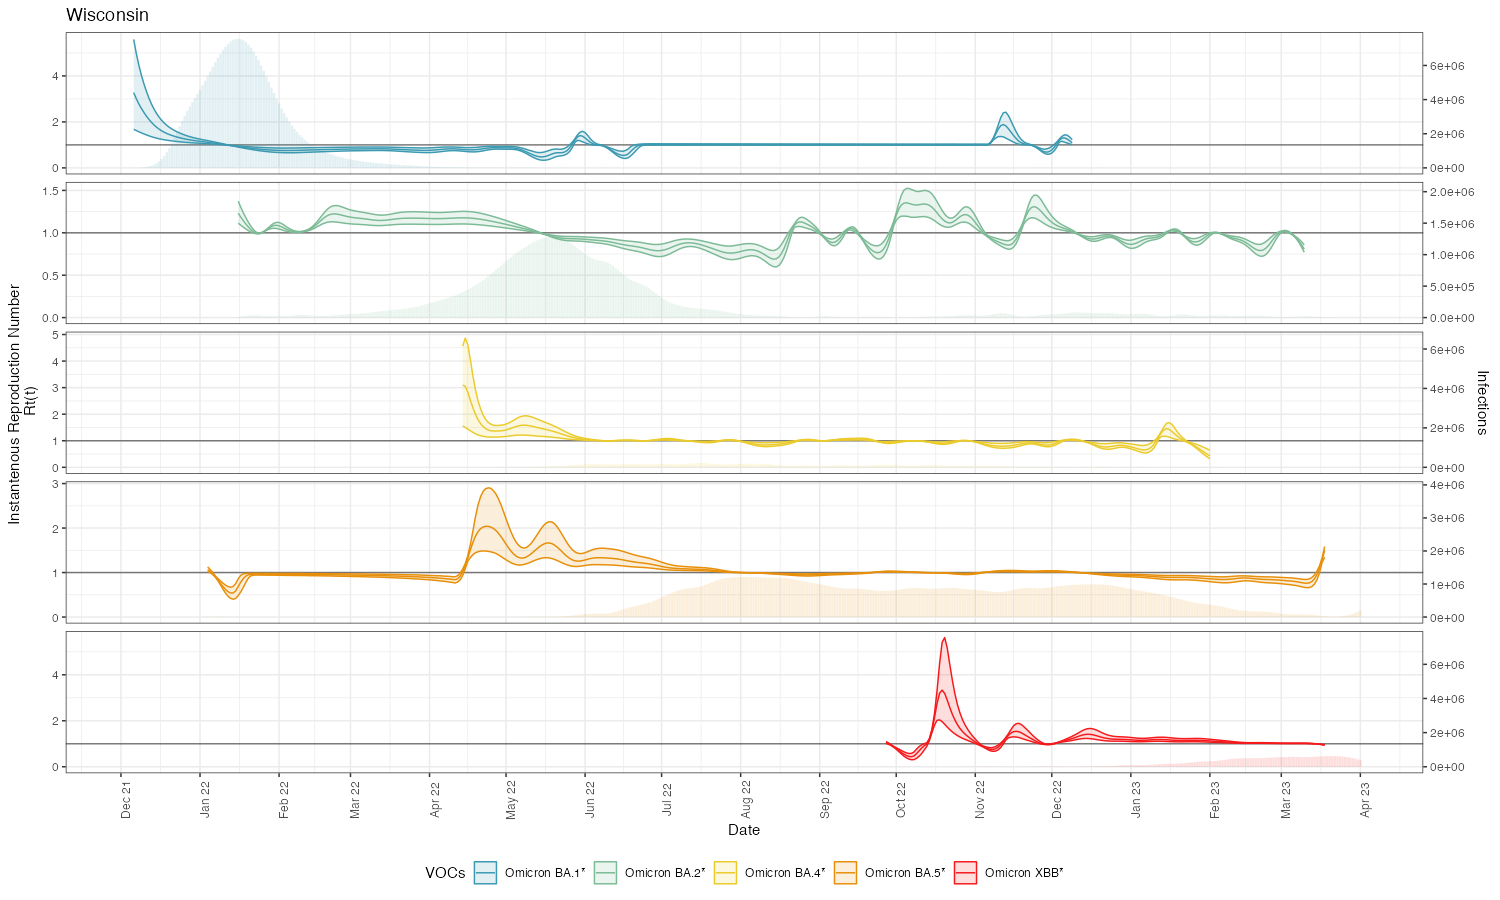 Wisconsin
Instantenous Reproduction Number
Rt(t)
4
2
0
6e+06
4e+06
2e+06
0e+00
1.5
1.0
0.5
0.0
2.0e+06
1.5e+06
1.0e+06
5.0e+05
0.0e+00
5
4
3
2
1
0
6e+06
4e+06
2e+06
0e+00
3
2
1
0
4e+06
3e+06
2e+06
1e+06
0e+00
4
2
0
6e+06
4e+06
2e+06
0e+00
Infections
Dec 21
Jan 22
Feb 22
Mar 22
Apr 22
May 22
Jun 22
Jul 22
Aug 22
Sep 22
Oct 22
Nov 22
Dec 22
Jan 23
Feb 23
Mar 23
Apr 23
Date
VOCs Omicron BA.1* Omicron BA.2* Omicron BA.4* Omicron BA.5* Omicron XBB*